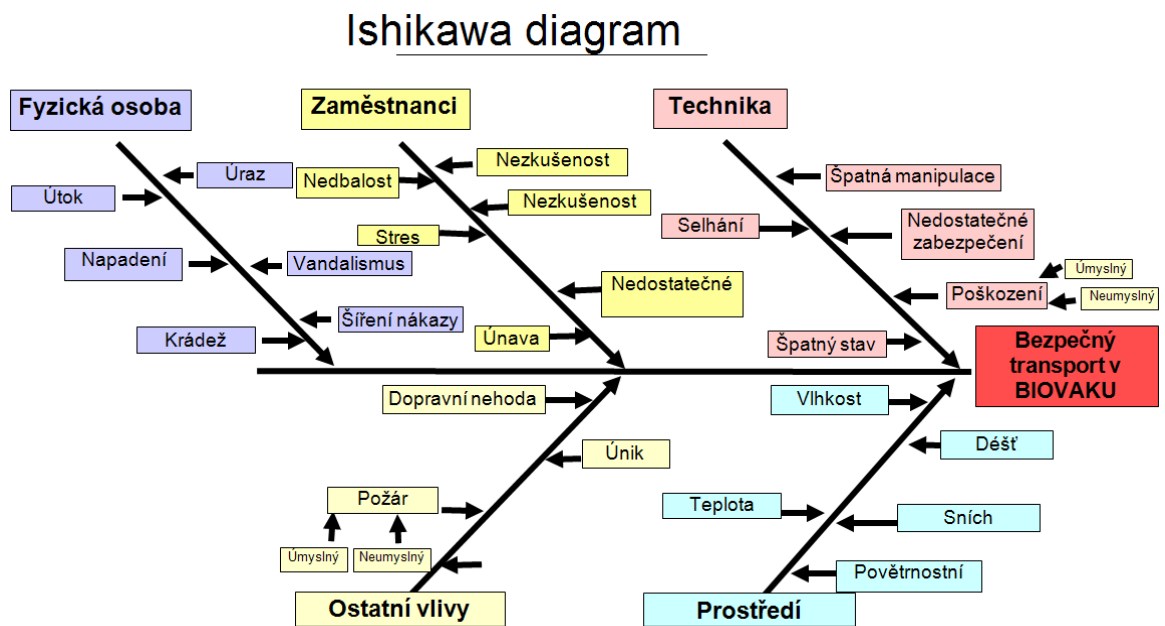 Ishikawa diagram
Fyzická osoba
Zaměstnanci
Technika
Úraz
Útok
Napadení
Vandalismus
Šíření nákazy
Krádež
Nezkušenost
Nedbalost
Nezkušenost
Stres
Nedostatečné
Únava
Špatná manipulace
Selhání
Nedostatečné
zabezpečení
Úmyslný
Poškození
Neumyslný
Špatný stav
Bezpečný
transport v
BIOVAKU
Dopravní nehoda
Únik
Požár
Úmyslný
Neumyslný
Ostatní vlivy
Vlhkost
Déšť
Teplota
Sních
Povětrnostní
Prostředí